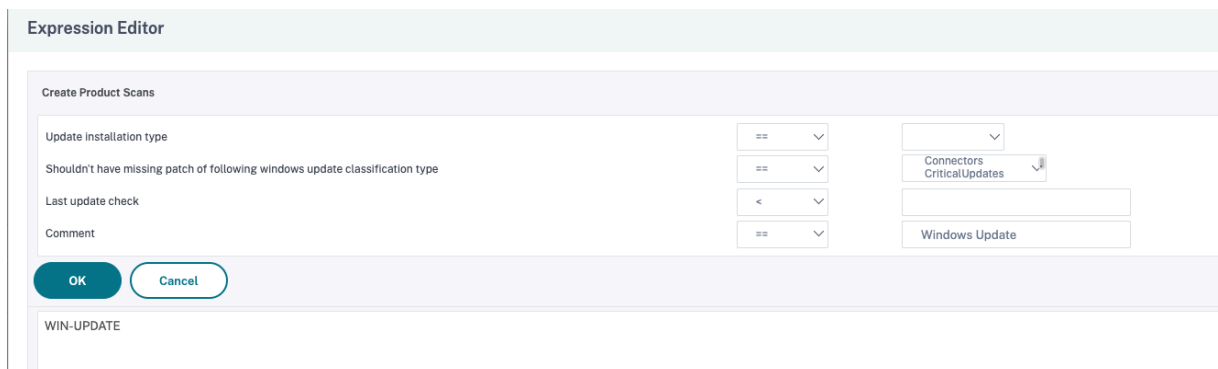 Expression Editor
Create Product Scans
Update installation type ==
Shouldn't have missing patch of following windows update classification type == Connectors
CriticalUpdates
Last update check <
Comment == Windows Update
OK Cancel
WIN-UPDATE